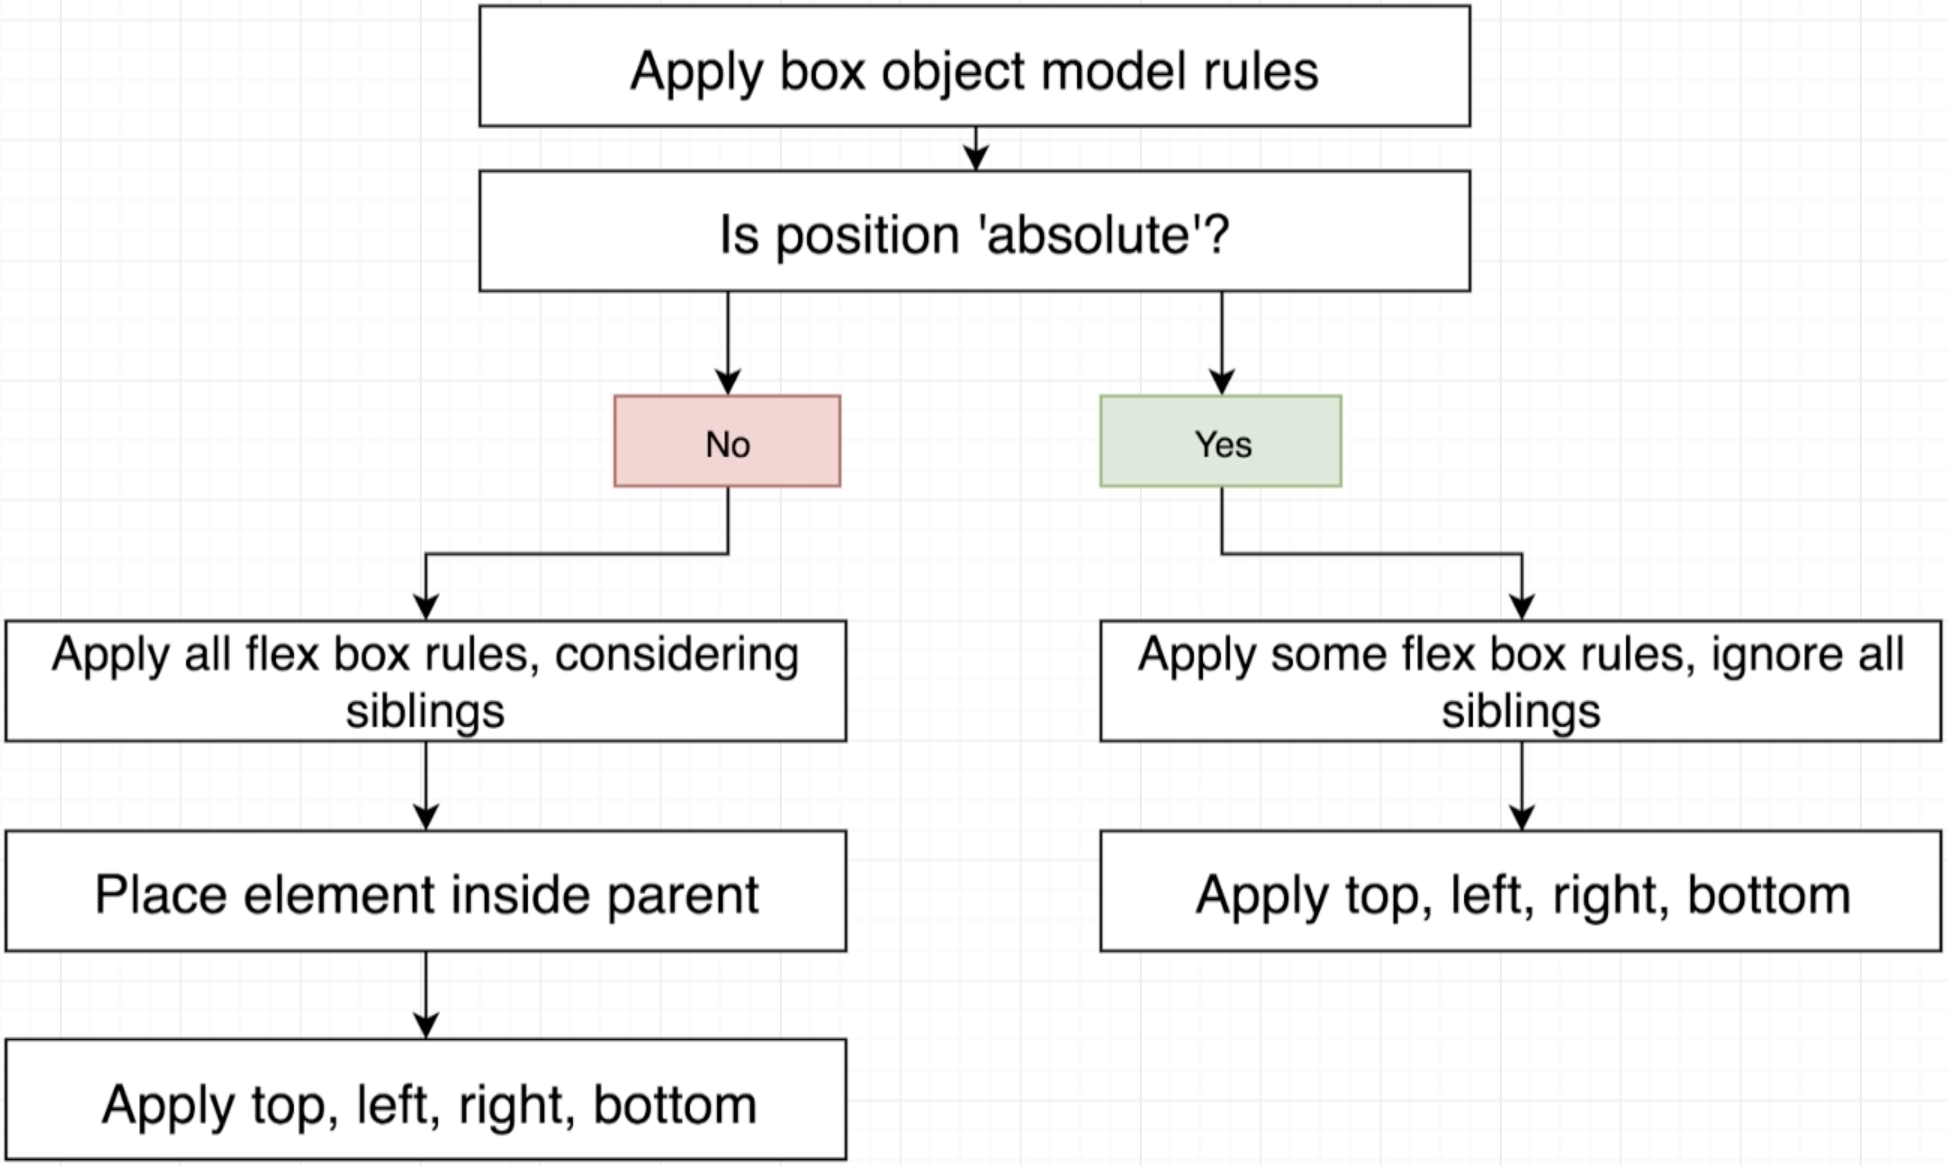 Apply box object model rules
Is position 'absolute'?
No
Yes
Apply all flex box rules, considering
siblings
Apply some flex box rules, ignore all
siblings
Place element inside parent
Apply top, left, right, bottom
Apply top, left, right, bottom